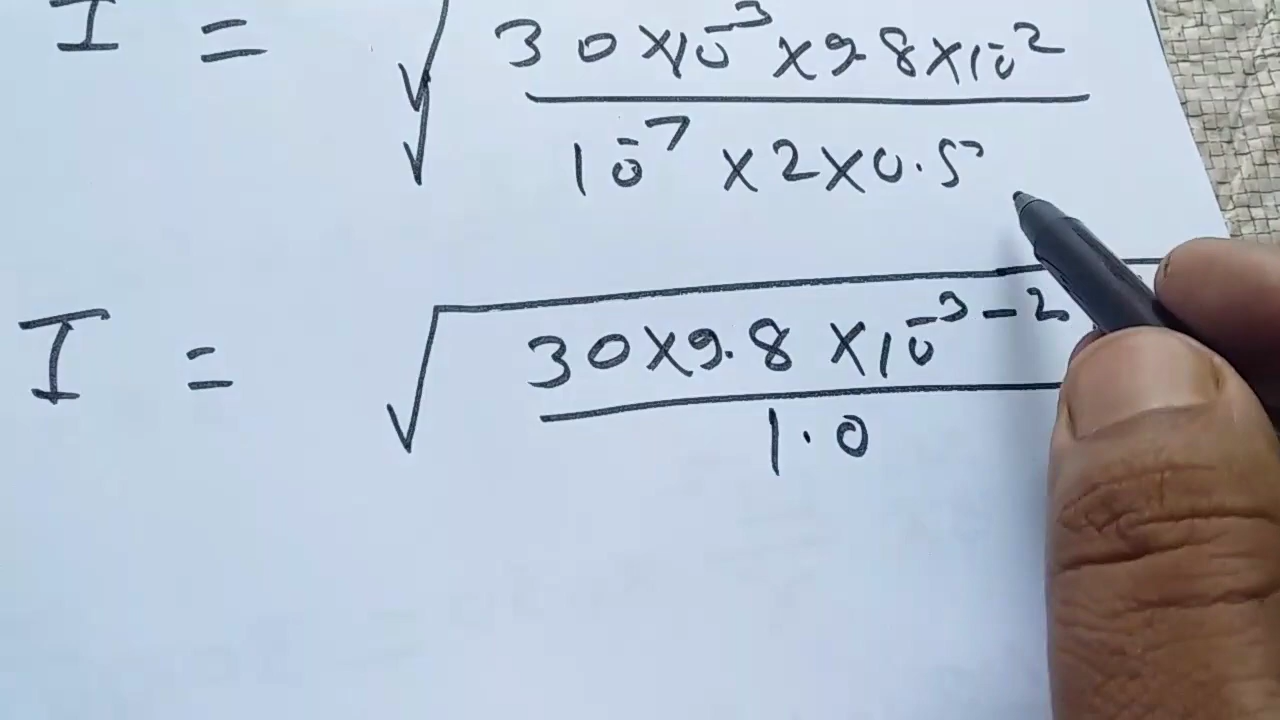 I = √ 30×10⁻³×9.8×10⁻²
10⁻⁷ ×2×0.5
I = √ 30×9.8 ×10⁻³⁻²
1.0